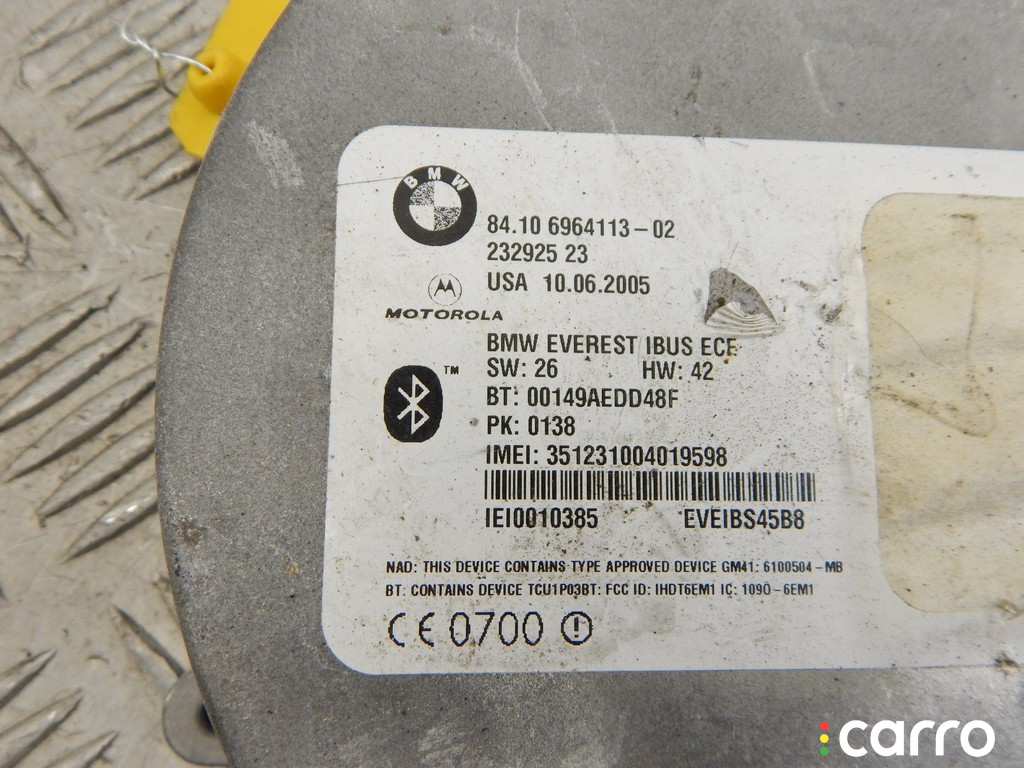 BMW
84.10 6964113-02
232925 23
USA 10.06.2005
MOTOROLA
BMW EVEREST IBUS ECE
SW: 26 HW: 42
™
BT: 00149AEDD48F
PK: 0138
IMEI: 351231004019598
IEI0010385 EVEIBS45B8
NAD: THIS DEVICE CONTAINS TYPE APPROVED DEVICE GM41: 6100504-MB
BT: CONTAINS DEVICE TCU1P03BT: FCC ID: IHDT6EM1 IC: 1090-6EM1
CE 0700
carro